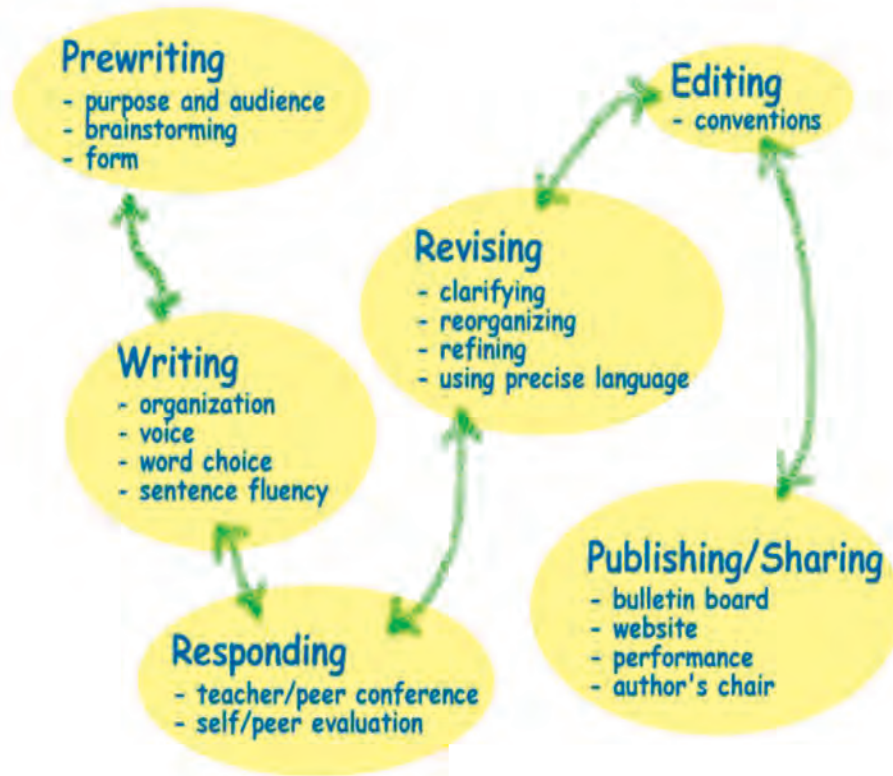 Prewriting
- purpose and audience
- brainstorming
- form
Writing
- organization
- voice
- word choice
- sentence fluency
Responding
- teacher/peer conference
- self/peer evaluation
Revising
- clarifying
- reorganizing
- refining
- using precise language
Editing
- conventions
Publishing/Sharing
- bulletin board
- website
- performance
- author's chair